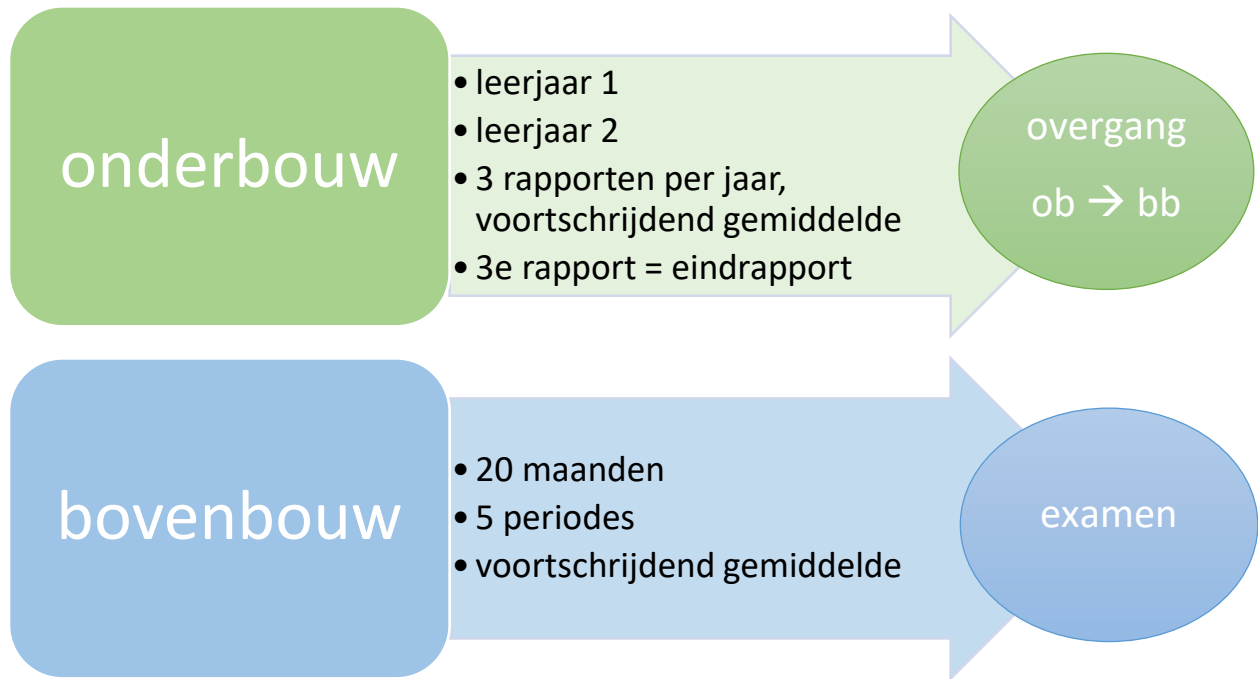 onderbouw
• leerjaar 1
• leerjaar 2
• 3 rapporten per jaar,
voortschrijdend gemiddelde
• 3e rapport = eindrapport
overgang
ob → bb
bovenbouw
• 20 maanden
• 5 periodes
• voortschrijdend gemiddelde
examen